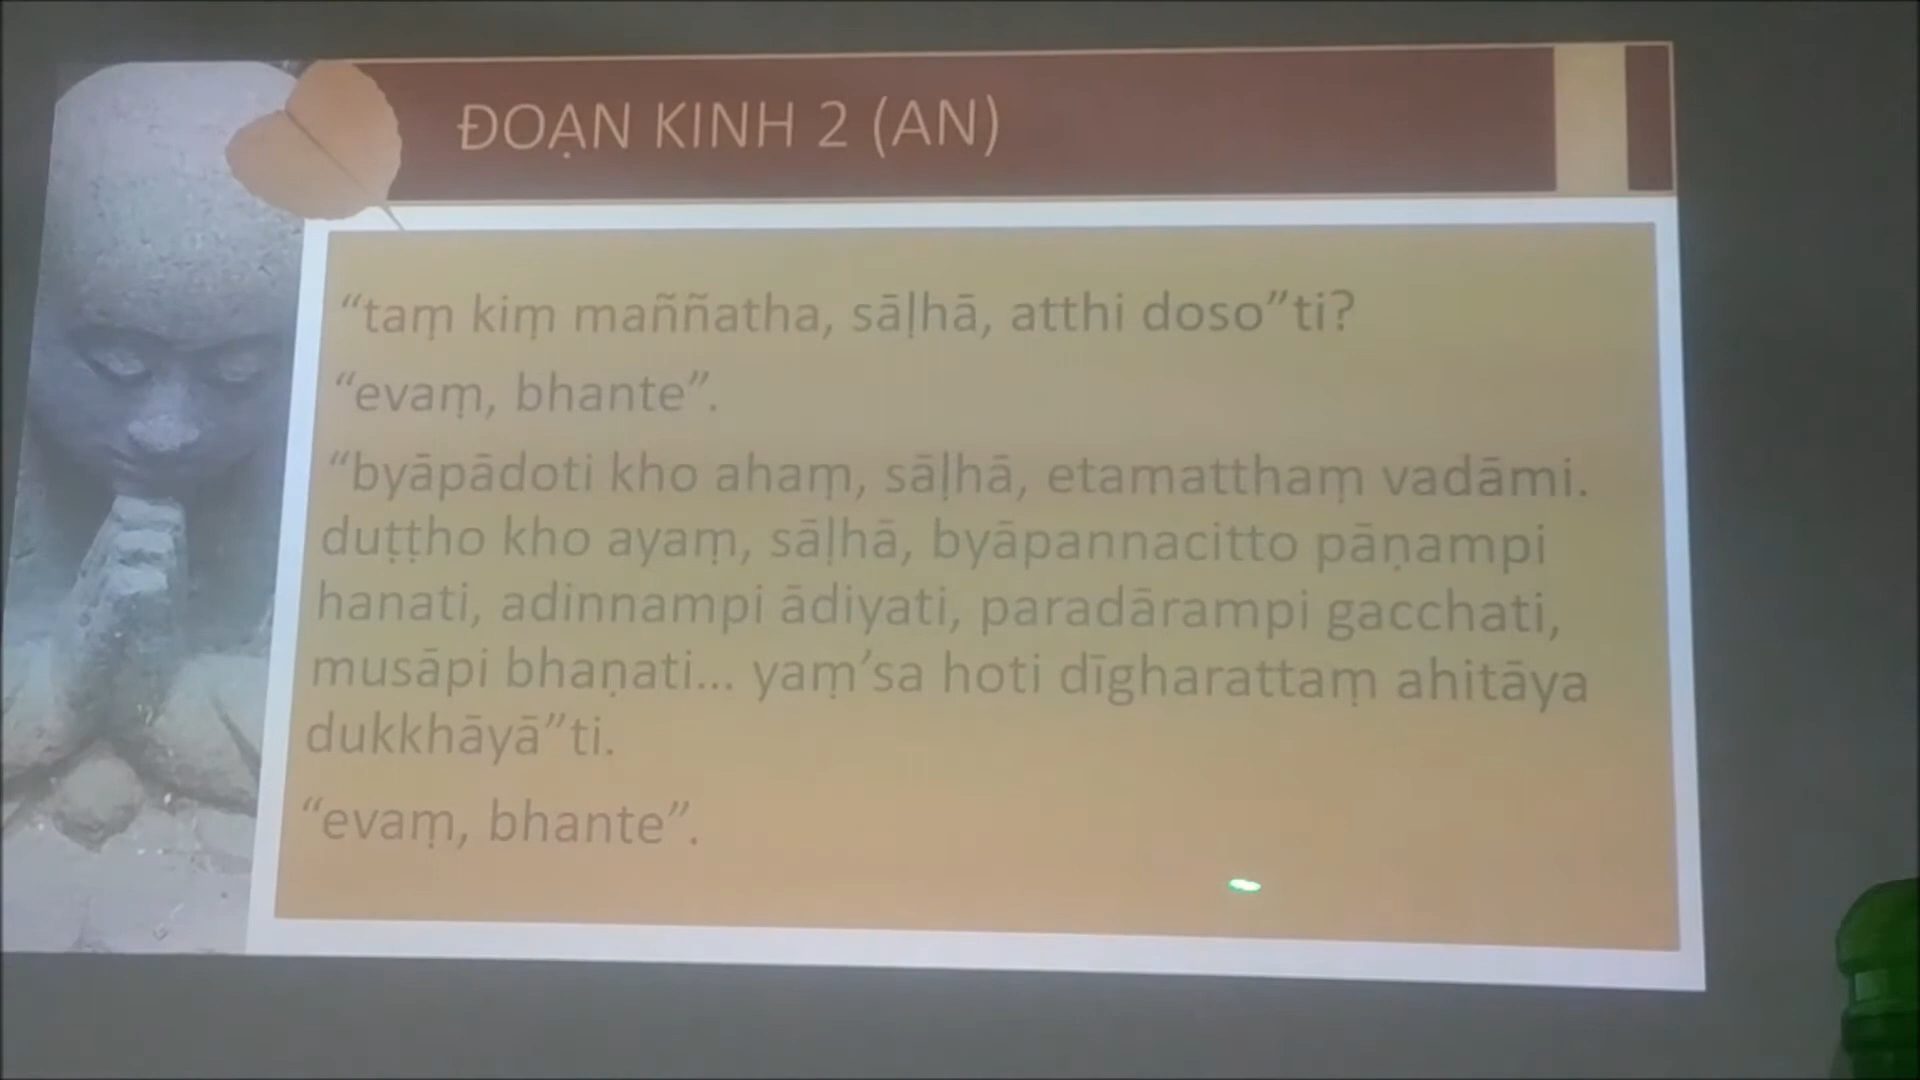 ĐOẠN KINH 2 (AN)
“taṃ kiṃ maññatha, sāḷhā, atthi doso”ti?
“evaṃ, bhante”.
“byāpādoti kho ahaṃ, sāḷhā, etamatthaṃ vadāmi.
duṭṭho kho ayaṃ, sāḷhā, byāpannacitto pāṇampi
hanati, adinnampi ādiyati, paradārampi gacchati,
musāpi bhaṇati... yaṃ’sa hoti dīgharattaṃ ahitāya
dukkhāyā”ti.
“evaṃ, bhante”.